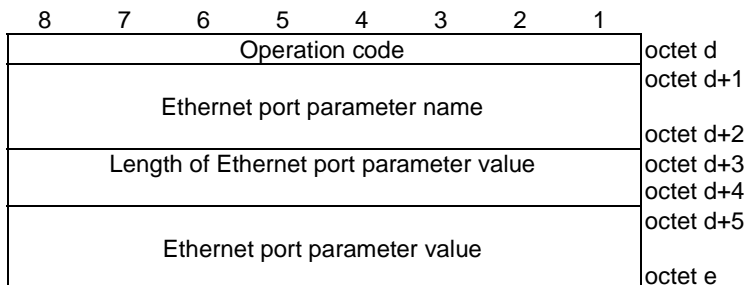 8 7 6 5 4 3 2 1
Operation code octet d
octet d+1
Ethernet port parameter name
octet d+2
Length of Ethernet port parameter value octet d+3
octet d+4
octet d+5
Ethernet port parameter value
octet e